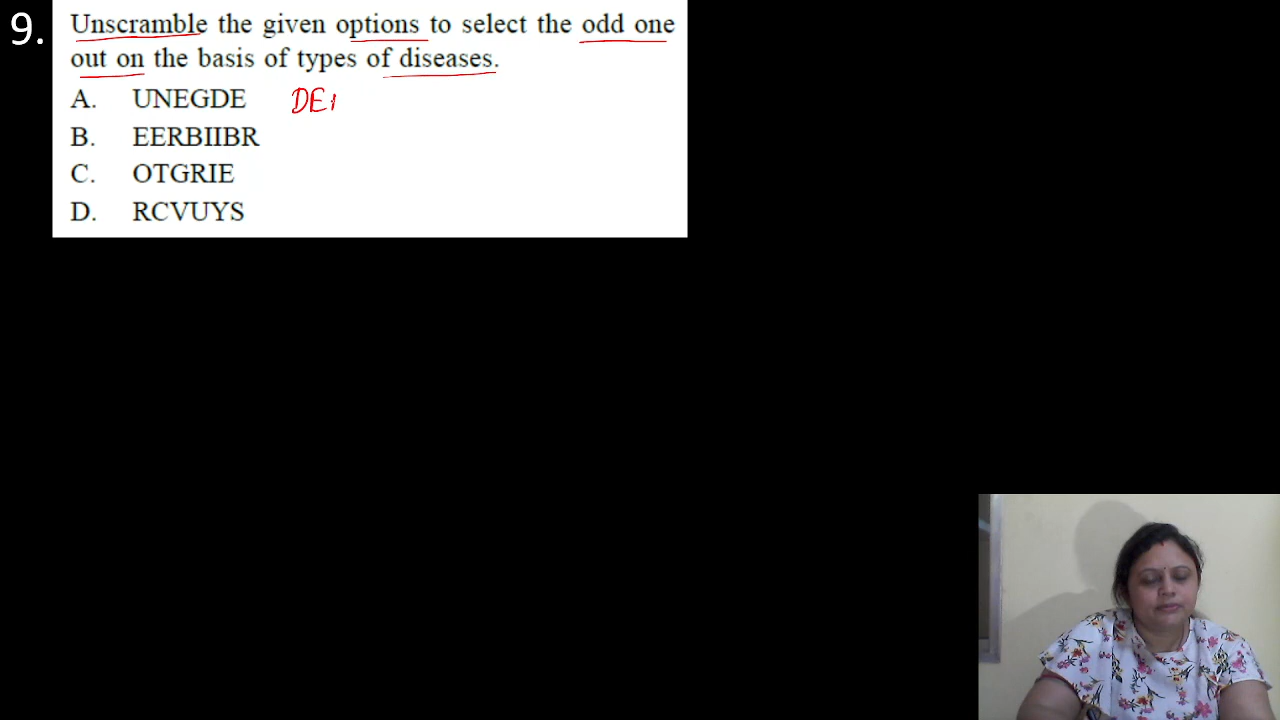 9.
Unscramble the given options to select the odd one
out on the basis of types of diseases.
A. UNEGDE DE
B. EERBIIBR
C. OTGRIE
D. RCVUYS